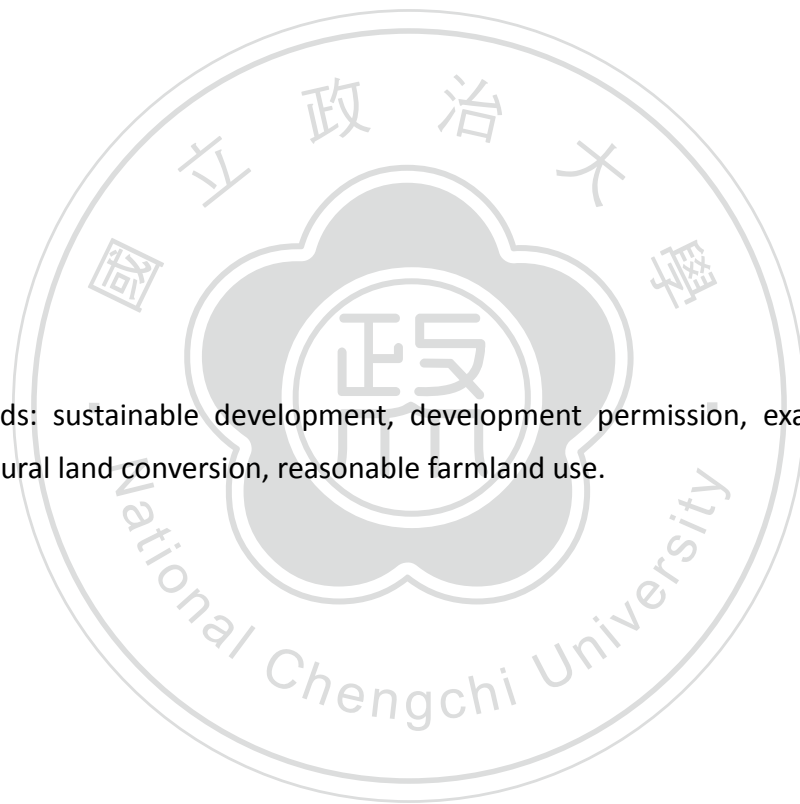 立政治大學
國
政
ds: sustainable development, development permission, exa
ural land conversion, reasonable farmland use.
National Chengchi University